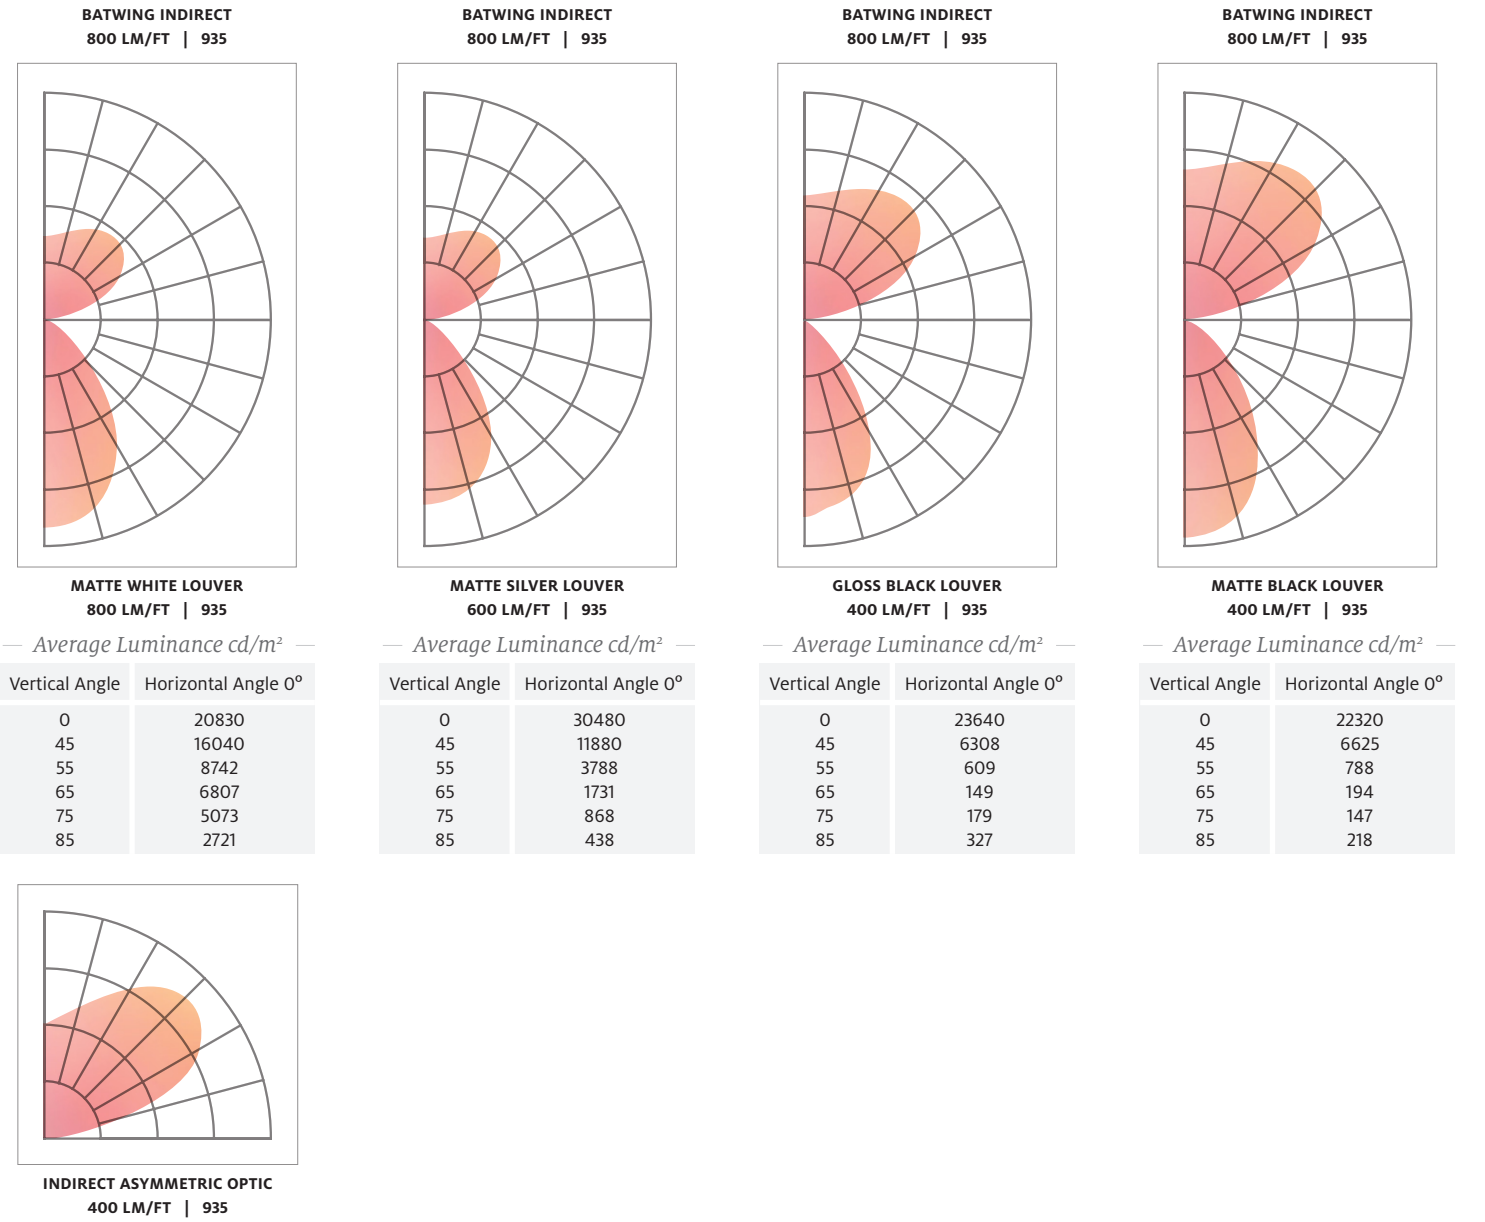 BATWING INDIRECT
800 LM/FT | 935
MATTE WHITE LOUVER
800 LM/FT | 935
Average Luminance cd/m²
Vertical Angle Horizontal Angle 0º
0 20830
45 16040
55 8742
65 6807
75 5073
85 2721
BATWING INDIRECT
800 LM/FT | 935
MATTE SILVER LOUVER
600 LM/FT | 935
Average Luminance cd/m²
Vertical Angle Horizontal Angle 0º
0 30480
45 11880
55 3788
65 1731
75 868
85 438
BATWING INDIRECT
800 LM/FT | 935
GLOSS BLACK LOUVER
400 LM/FT | 935
Average Luminance cd/m²
Vertical Angle Horizontal Angle 0º
0 23640
45 6308
55 609
65 149
75 179
85 327
BATWING INDIRECT
800 LM/FT | 935
MATTE BLACK LOUVER
400 LM/FT | 935
Average Luminance cd/m²
Vertical Angle Horizontal Angle 0º
0 22320
45 6625
55 788
65 194
75 147
85 218
INDIRECT ASYMMETRIC OPTIC
400 LM/FT | 935